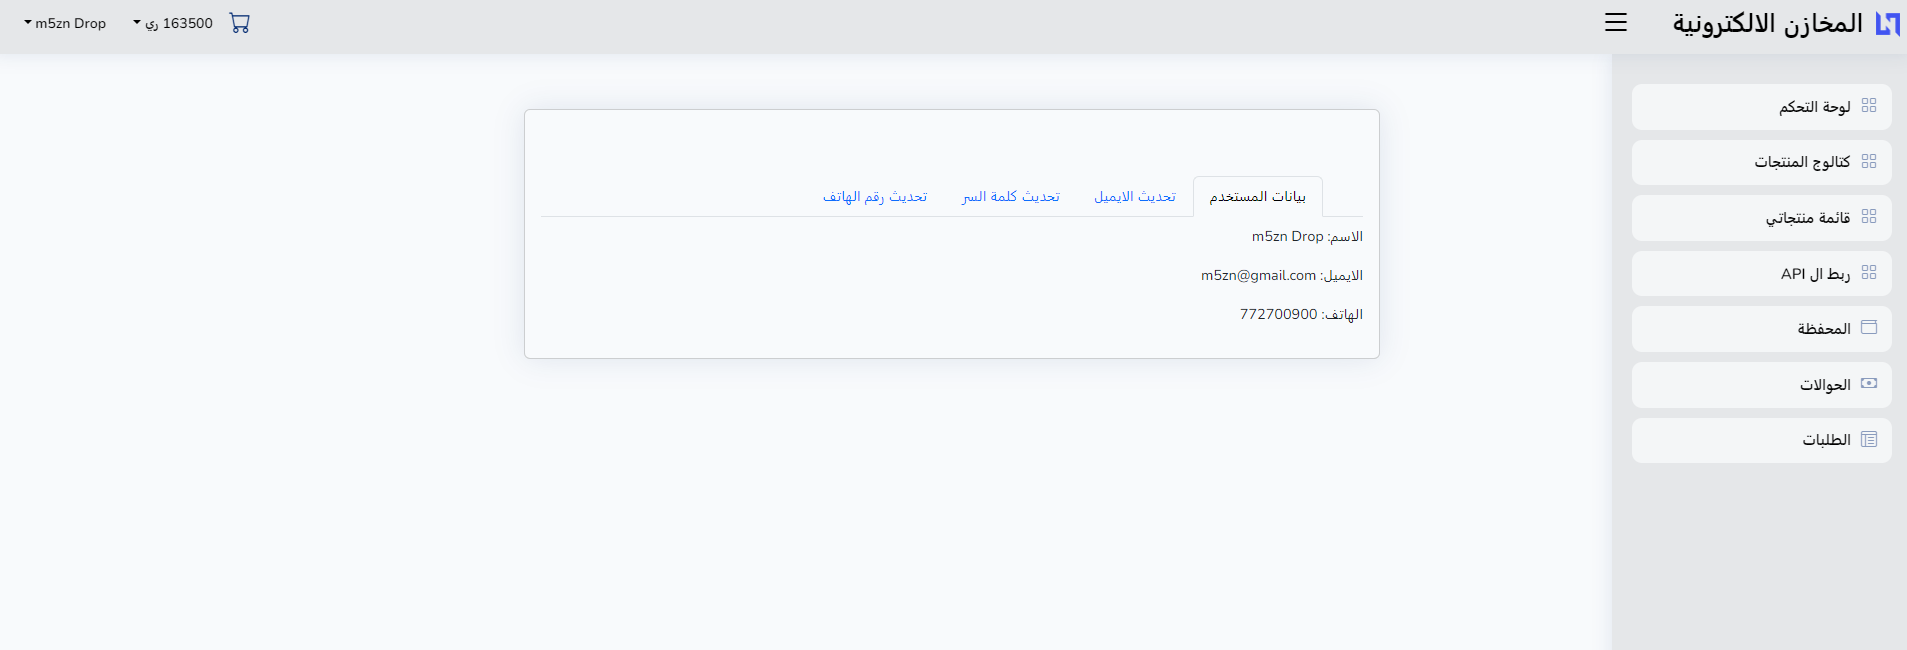 المخازن الالكترونية
163500 ري
m5zn Drop
لوحة التحكم
كتالوج المنتجات
قائمة منتجاتي
ربط ال API
المحفظة
الحوالات
الطلبات
بيانات المستخدم
تحديث الايميل
تحديث كلمة السر
تحديث رقم الهاتف
الاسم: m5zn Drop
الايميل: m5zn@gmail.com
الهاتف: 772700900